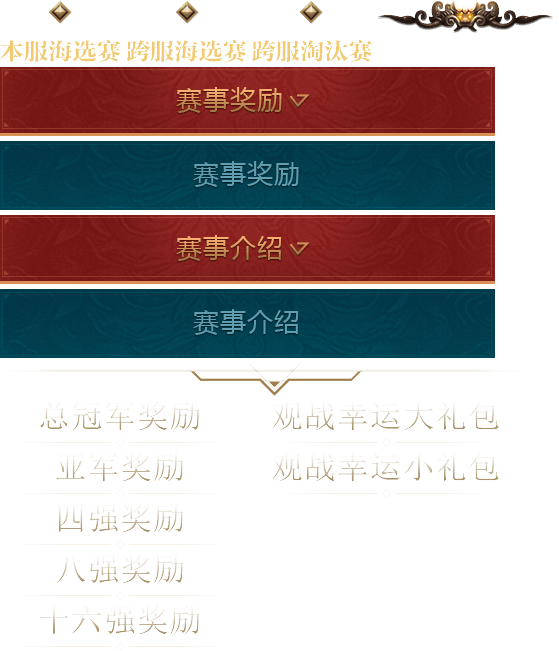 本服海选赛 跨服海选赛 跨服淘汰赛
赛事奖励
赛事奖励
赛事介绍
赛事介绍
总冠军奖励 观战幸运大礼包
亚军奖励 观战幸运小礼包
四强奖励
八强奖励
十六强奖励